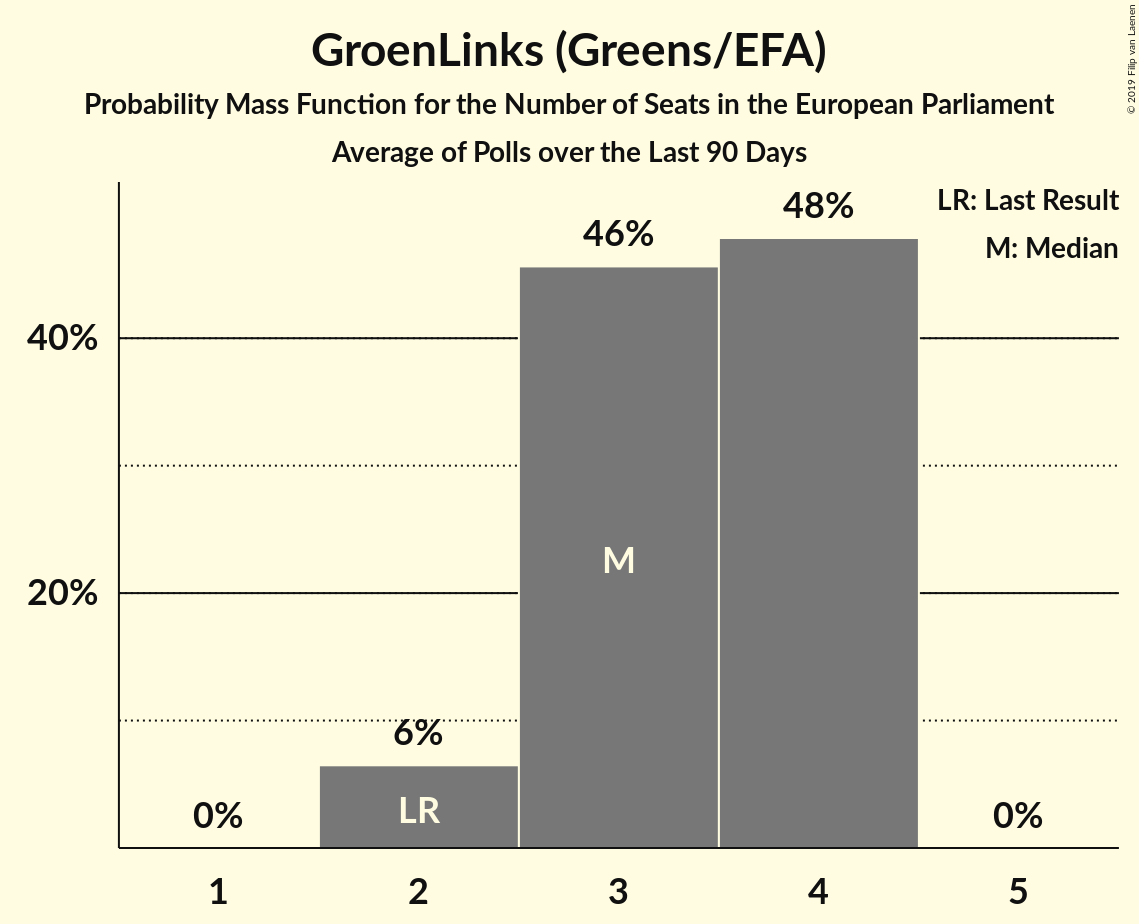 GroenLinks (Greens/EFA)
Probability Mass Function for the Number of Seats in the European Parliament
Average of Polls over the Last 90 Days
© 2019 Filip van Laenen
LR: Last Result
M: Median
48%
46%
40%
M
20%
6%
LR
0%
0%
1 2 3 4 5